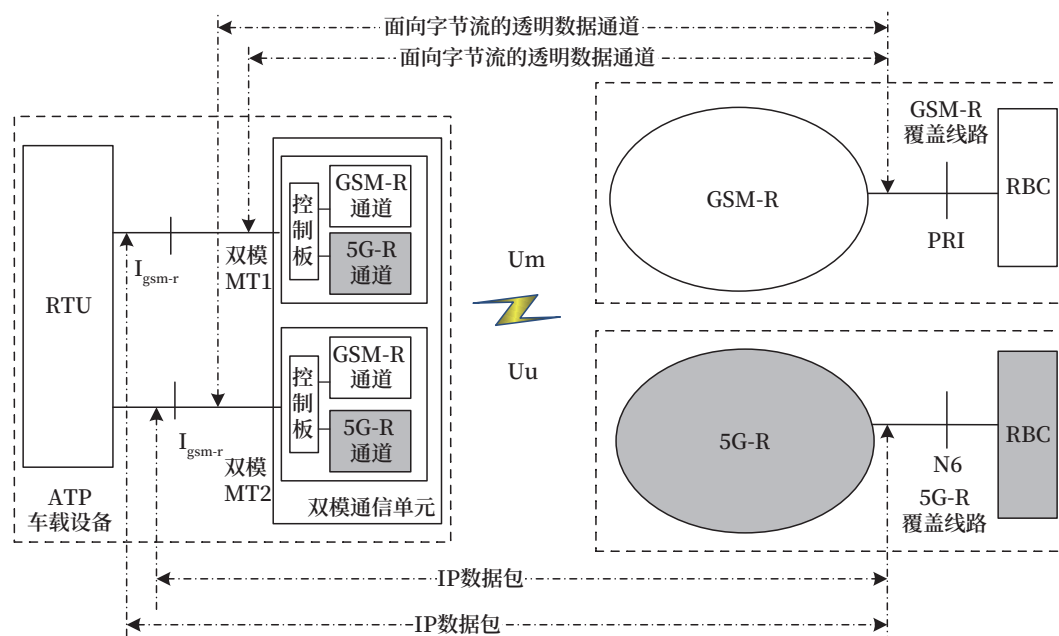 面向字节流的透明数据通道
面向字节流的透明数据通道
RTU
I_gsm-r
I_gsm-r
ATP
车载设备
双模
MT1
控
制
板
GSM-R
通道
5G-R
通道
双模
MT2
控
制
板
GSM-R
通道
5G-R
通道
双模通信单元
Um
Uu
GSM-R
GSM-R
覆盖线路
PRI
RBC
5G-R
N6
5G-R
覆盖线路
RBC
IP数据包
IP数据包